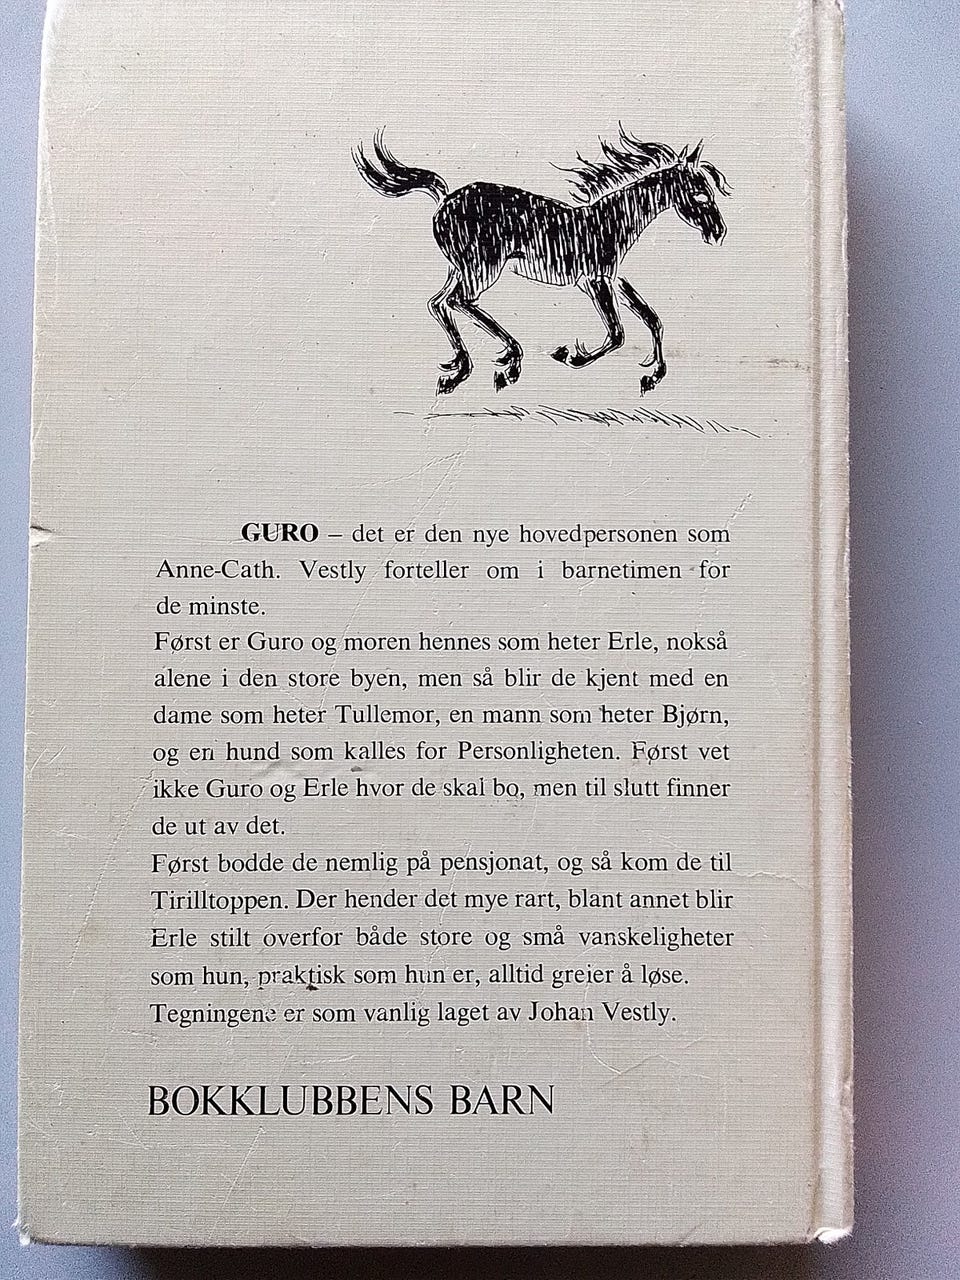 GURO – det er den nye hovedpersonen som
Anne-Cath. Vestly forteller om i barnetimen for
de minste.
Først er Guro og moren hennes som heter Erle, nokså
alene i den store byen, men så blir de kjent med en
dame som heter Tullemor, en mann som heter Bjørn,
og en hund som kalles for Personligheten. Først vet
ikke Guro og Erle hvor de skal bo, men til slutt finner
de ut av det.
Først bodde de nemlig på pensjonat, og så kom de til
Tirilltoppen. Der hender det mye rart, blant annet blir
Erle stilt overfor både store og små vanskeligheter
som hun, praktisk som hun er, alltid greier å løse.
Tegningene er som vanlig laget av Johan Vestly.
BOKKLUBBENS BARN